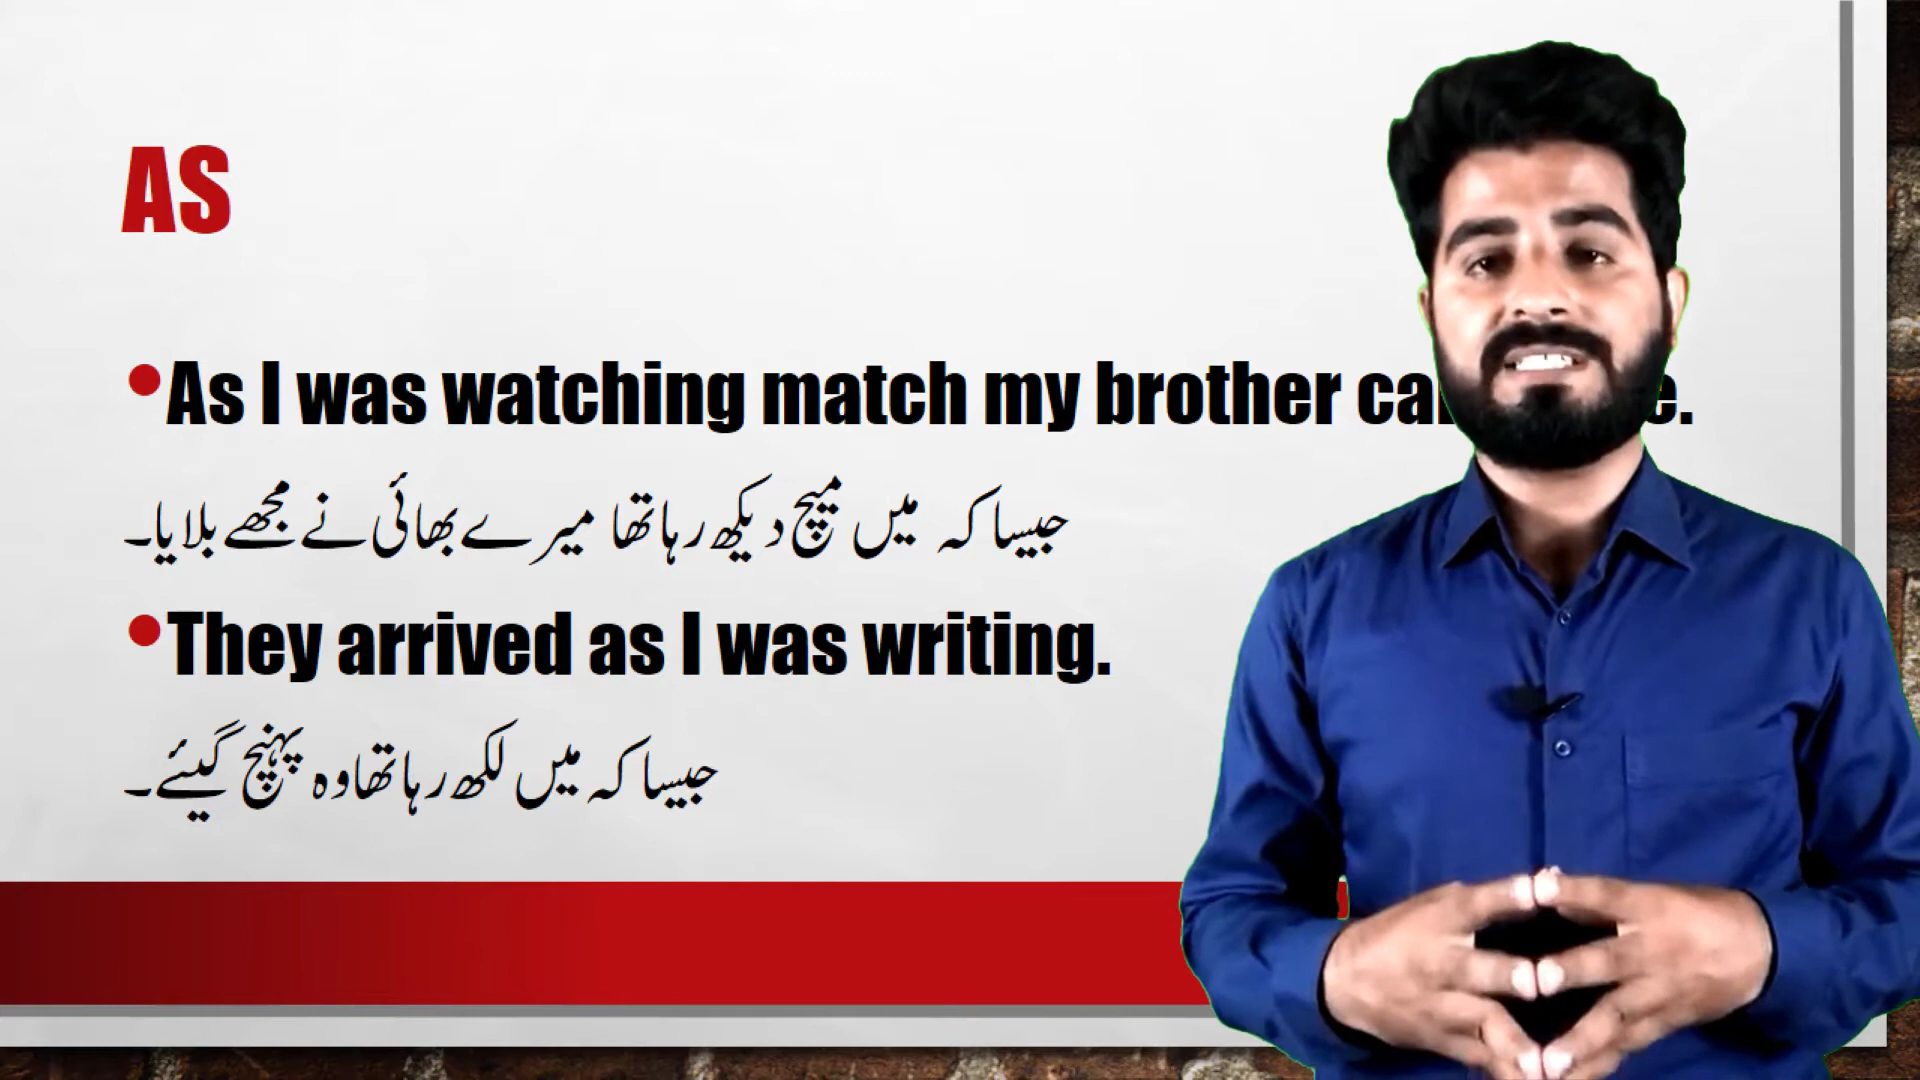 AS
•As I was watching match my brother
جیسا کہ میں میچ دیکھ رہا تھا میرے بھائی نے مجھے بلایا۔
•They arrived as I was writing.
جیسا کہ میں لکھ رہا تھا وہ پہنچ گیئے۔